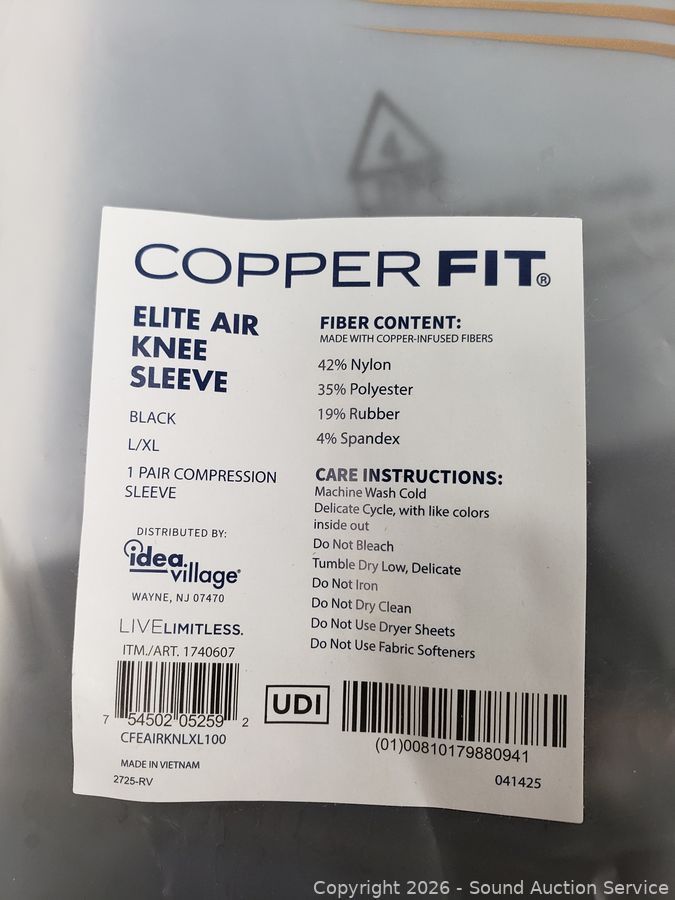 4
COPPER FIT®
ELITE AIR
KNEE
SLEEVE
BLACK
L/XL
1 PAIR COMPRESSION
SLEEVE
DISTRIBUTED BY:
idea
village®
WAYNE, NJ 07470
LIVELIMITLESS.
ITM./ART. 1740607
7 54502 05259 2
CFEAIRKNLXL100
MADE IN VIETNAM
2725-RV
FIBER CONTENT:
MADE WITH COPPER-INFUSED FIBERS
42% Nylon
35% Polyester
19% Rubber
4% Spandex
CARE INSTRUCTIONS:
Machine Wash Cold
Delicate Cycle, with like colors
inside out
Do Not Bleach
Tumble Dry Low, Delicate
Do Not Iron
Do Not Dry Clean
Do Not Use Dryer Sheets
Do Not Use Fabric Softeners
UDI
(01)00810179880941
041425
Copyright 2026 - Sound Auction Service